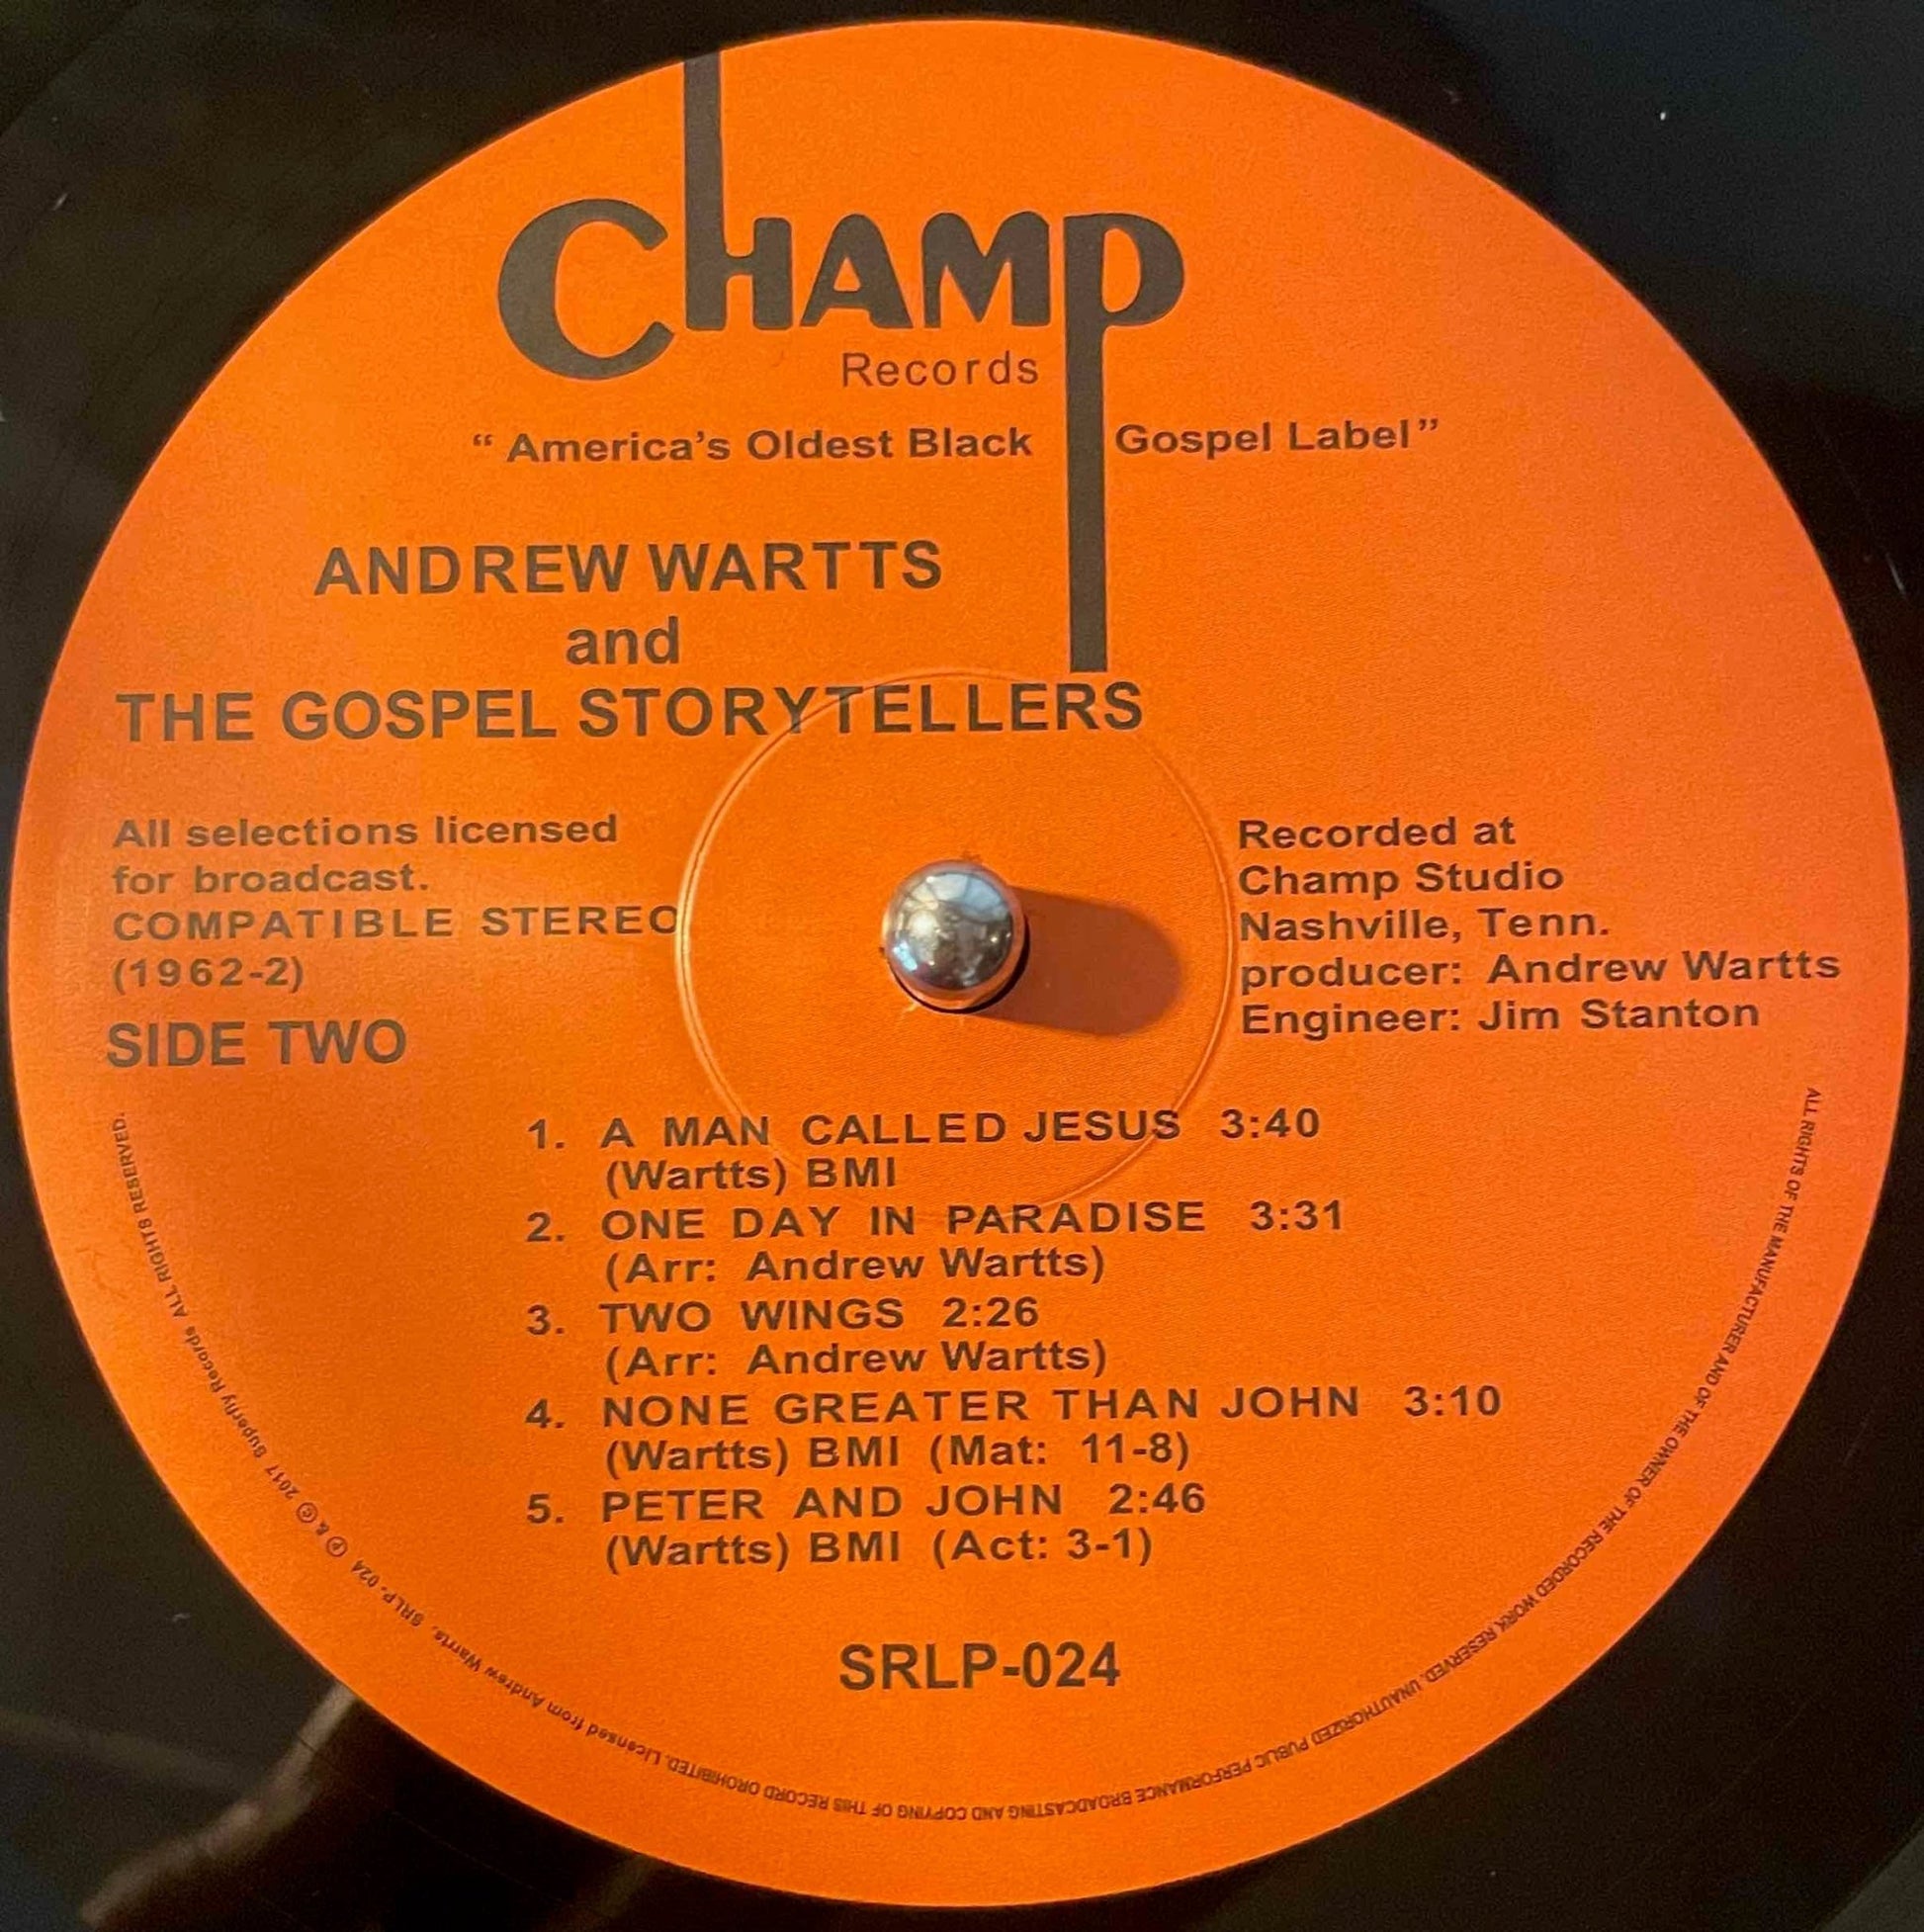 CHAMP
Records
“ America’s Oldest Black Gospel Label”
ANDREW WARTTS
and
THE GOSPEL STORYTELLERS
All selections licensed
for broadcast.
COMPATIBLE STEREO
(1962-2)
SIDE TWO
Recorded at
Champ Studio
Nashville, Tenn.
producer: Andrew Wartts
Engineer: Jim Stanton
1. A MAN CALLED JESUS 3:40
(Wartts) BMI
2. ONE DAY IN PARADISE 3:31
(Arr: Andrew Wartts)
3. TWO WINGS 2:26
(Arr: Andrew Wartts)
4. NONE GREATER THAN JOHN 3:10
(Wartts) BMI (Mat: 11-8)
5. PETER AND JOHN 2:46
(Wartts) BMI (Act: 3-1)
SRLP-024
ALL RIGHTS OF THE MANUFACTURER AND OF THE OWNER OF THE RECORDED WORK RESERVED. UNAUTHORIZED PUBLIC PERFORMANCE BROADCASTING AND COPYING OF THIS RECORD OROHIBITED. Licensed from Andrew Warrts. SRLP- 024 ℗ & © 2017 Superfly Records ALL RIGHTS RESERVED.